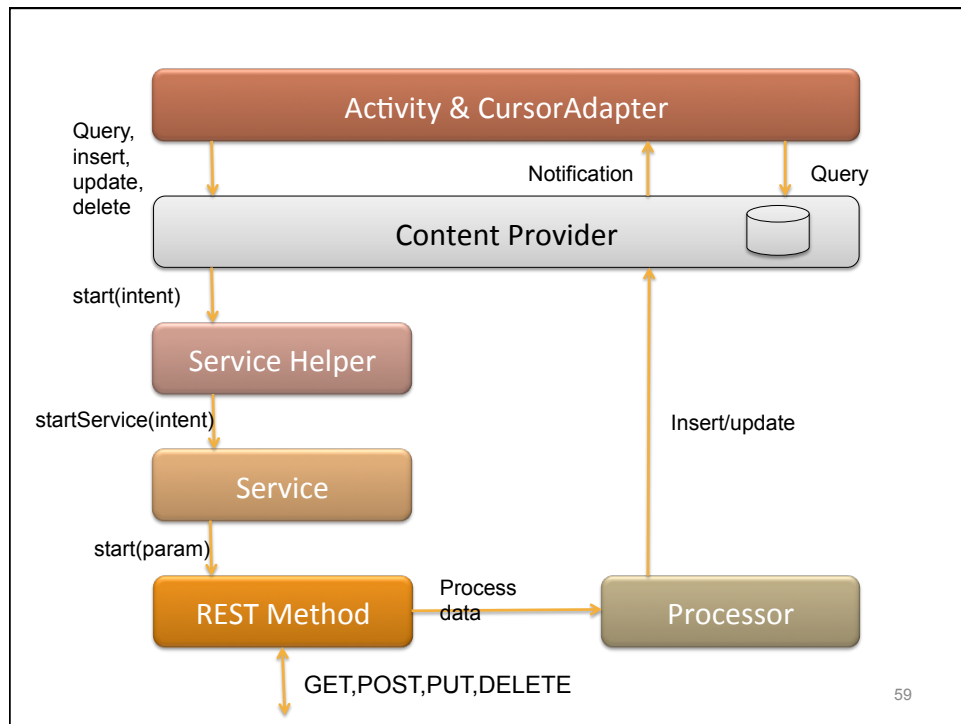 Activity & CursorAdapter
Query,
insert,
update,
delete
Notification
Query
Content Provider
start(intent)
Service Helper
startService(intent)
Insert/update
Service
start(param)
REST Method
Process
data
Processor
GET,POST,PUT,DELETE
59